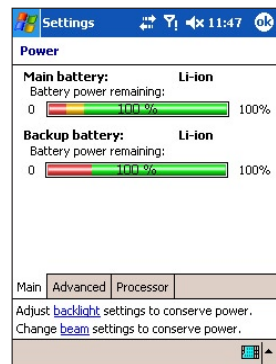 Settings 11:47 ok
Power
Main battery: Li-ion
Battery power remaining:
0 100 % 100%
Backup battery: Li-ion
Battery power remaining:
0 100 % 100%
Main Advanced Processor
Adjust backlight settings to conserve power.
Change beam settings to conserve power.